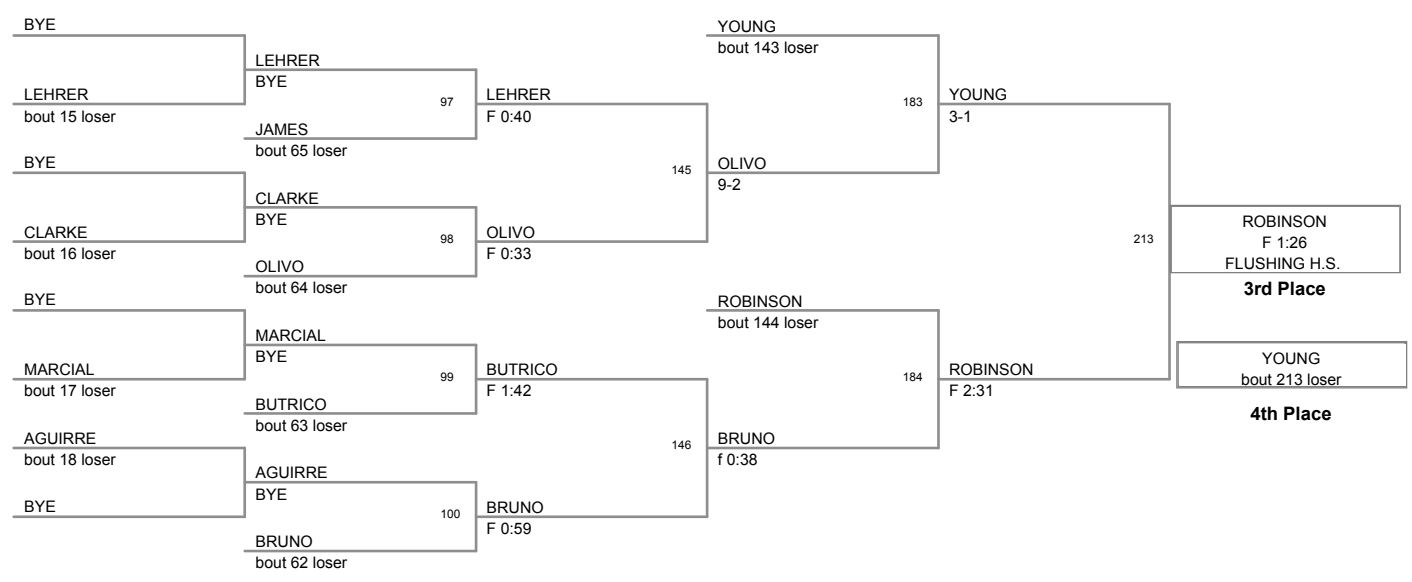 BYE
LEHRER
bout 15 loser
BYE
CLARKE
bout 16 loser
BYE
MARCIAL
bout 17 loser
AGUIRRE
bout 18 loser
BYE
LEHRER
BYE
97
JAMES
bout 65 loser
CLARKE
BYE
98
OLIVO
bout 64 loser
MARCIAL
BYE
99
BUTRICO
bout 63 loser
AGUIRRE
BYE
100
BRUNO
bout 62 loser
LEHRER
F 0:40
145
OLIVO
F 0:33
BUTRICO
F 1:42
146
BRUNO
F 0:59
YOUNG
bout 143 loser
183
OLIVO
9-2
ROBINSON
bout 144 loser
184
BRUNO
f 0:38
YOUNG
3-1
213
ROBINSON
F 2:31
ROBINSON
F 1:26
FLUSHING H.S.
3rd Place
YOUNG
bout 213 loser
4th Place